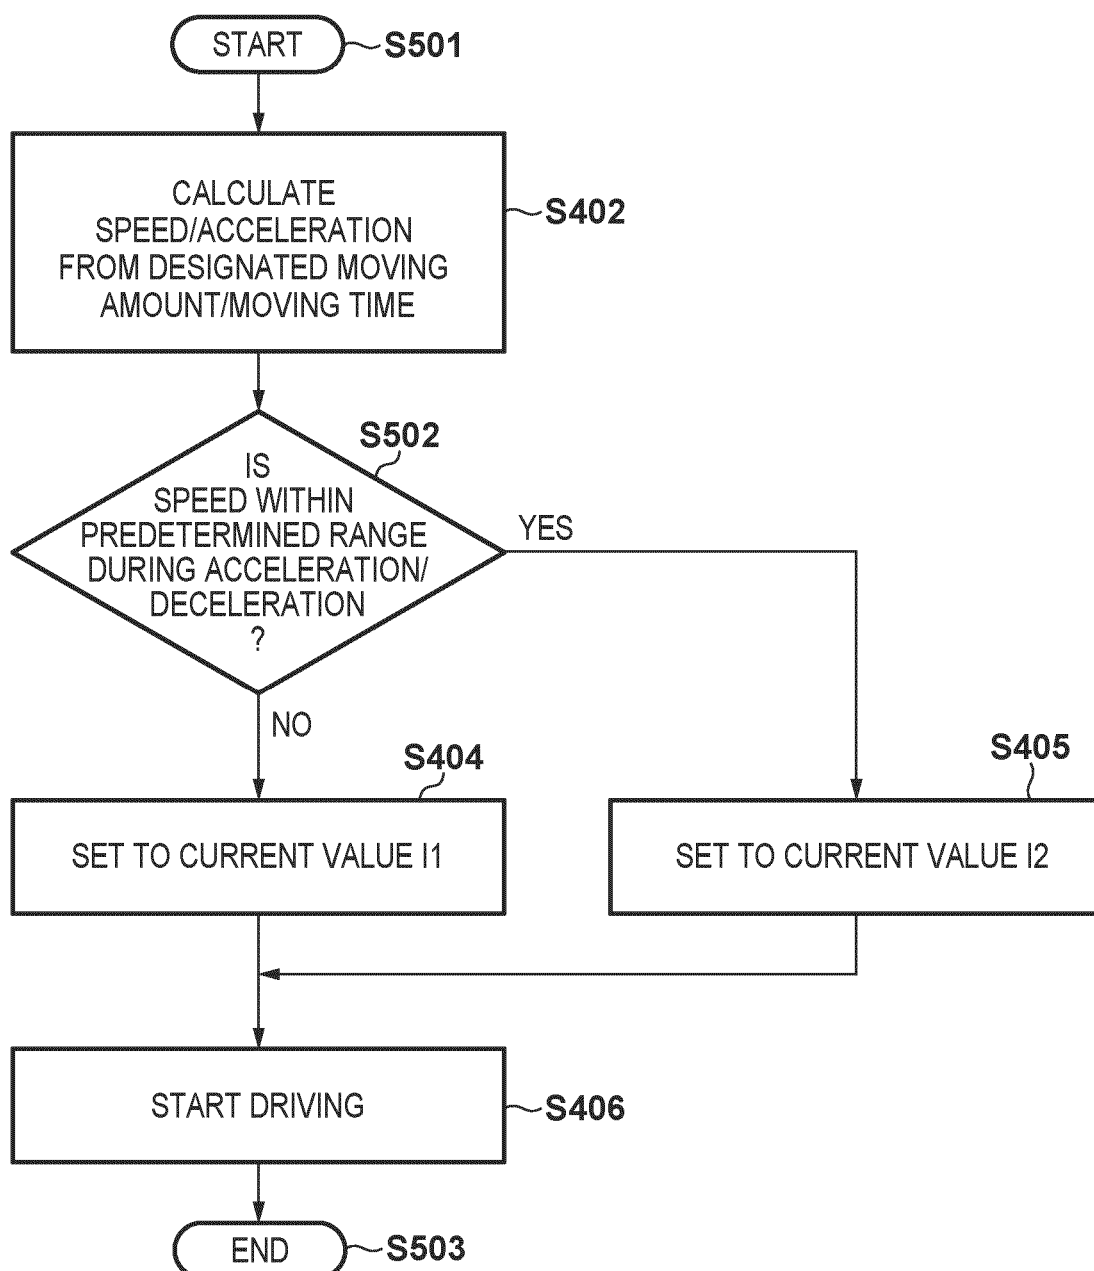 START
S501
CALCULATE
SPEED/ACCELERATION
FROM DESIGNATED MOVING
AMOUNT/MOVING TIME
S402
S502
IS
SPEED WITHIN
PREDETERMINED RANGE
DURING ACCELERATION/
DECELERATION
?
YES
NO
S404
S405
SET TO CURRENT VALUE I1
SET TO CURRENT VALUE I2
START DRIVING
S406
END
S503